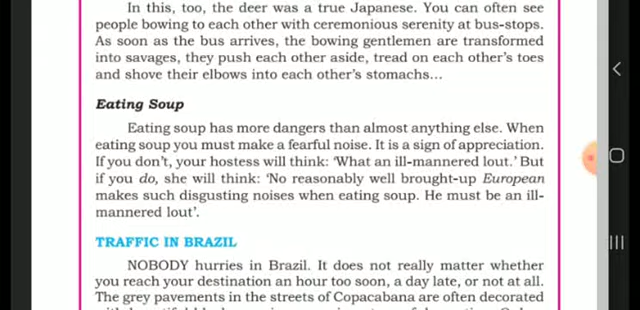 In this, too, the deer was a true Japanese. You can often see
people bowing to each other with ceremonious serenity at bus-stops.
As soon as the bus arrives, the bowing gentlemen are transformed
into savages, they push each other aside, tread on each other's toes
and shove their elbows into each other's stomachs...
Eating Soup
Eating soup has more dangers than almost anything else. When
eating soup you must make a fearful noise. It is a sign of appreciation.
If you don't, your hostess will think: 'What an ill-mannered lout.' But
if you do, she will think: 'No reasonably well brought-up European
makes such disgusting noises when eating soup. He must be an ill-
mannered lout'.
TRAFFIC IN BRAZIL
NOBODY hurries in Brazil. It does not really matter whether
you reach your destination an hour too soon, a day late, or not at all.
The grey pavements in the streets of Copacabana are often decorated